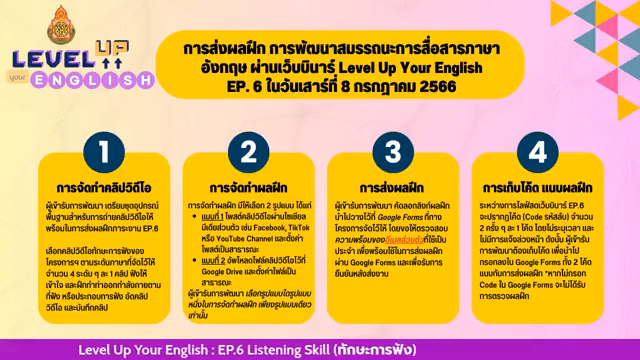 LEVEL UP
your ENGLISH
การส่งผลฝึก การพัฒนาสมรรถนะการสื่อสารภาษา
อังกฤษ ผ่านเว็บบินาร์ Level Up Your English
EP. 6 ในวันเสาร์ที่ 8 กรกฎาคม 2566
1
การจัดทำคลิปวิดีโอ
ผู้เข้ารับการพัฒนา เตรียมชุดอุปกรณ์
พื้นฐานสำหรับการถ่ายคลิปวิดีโอให้
พร้อมในการส่งผลฝึกภาระงาน EP.6
เลือกคลิปวิดีโอทักษะการฟังของ
โครงการฯ ตามระดับภาษาที่จัดไว้ให้
จำนวน 4 ระดับ ๆ ละ 1 คลิป ฟังให้
เข้าใจ และฝึกทำท่าออกกำลังกายตาม
ที่ฟัง หรือประกอบการฟัง อัดคลิป
วิดีโอ และบันทึกคลิป
2
การจัดทำผลฝึก
การจัดทำผลฝึก มีให้เลือก 2 รูปแบบ ได้แก่
• แบบที่ 1 โพสต์คลิปวิดีโอผ่านโซเชียล
มีเดียส่วนตัว เช่น Facebook, TikTok
หรือ YouTube Channel และตั้งค่า
โพสต์เป็นสาธารณะ
• แบบที่ 2 อัพโหลดไฟล์คลิปวิดีโอไว้ที่
Google Drive และตั้งค่าไฟล์เป็น
สาธารณะ
ผู้เข้ารับการพัฒนา เลือกรูปแบบใดรูปแบบ
หนึ่งในการจัดทำผลฝึก เพียงรูปแบบเดียว
เท่านั้น
3
การส่งผลฝึก
ผู้เข้ารับการพัฒนา คัดลอกลิงก์ผลฝึก
นำไปวางไว้ที่ Google Forms ที่ทาง
โครงการจัดไว้ให้ โดยขอให้ตรวจสอบ
ความพร้อมของอีเมลส่วนตัวที่ใช้เป็น
ประจำ เพื่อพร้อมใช้ในการส่งผลฝึก
ผ่าน Google Forms และเพื่อรับการ
ยืนยันหลังส่งงาน
4
การเก็บโค้ด แนบผลฝึก
ระหว่างการไลฟ์สดเว็บบินาร์ EP.6
จะปรากฏโค้ด (Code รหัสลับ) จำนวน
2 ครั้ง ๆ ละ 1 โค้ด โดยไม่ระบุเวลา และ
ไม่มีการแจ้งล่วงหน้า ดังนั้น ผู้เข้ารับ
การพัฒนาต้องเก็บโค้ด เพื่อนำไป
กรอกลงใน Google Forms ทั้ง 2 โค้ด
แนบกับการส่งผลฝึก *หากไม่กรอก
Code ใน Google Forms จะไม่ได้รับ
การตรวจผลฝึก
Level Up Your English : EP.6 Listening Skill (ทักษะการฟัง)